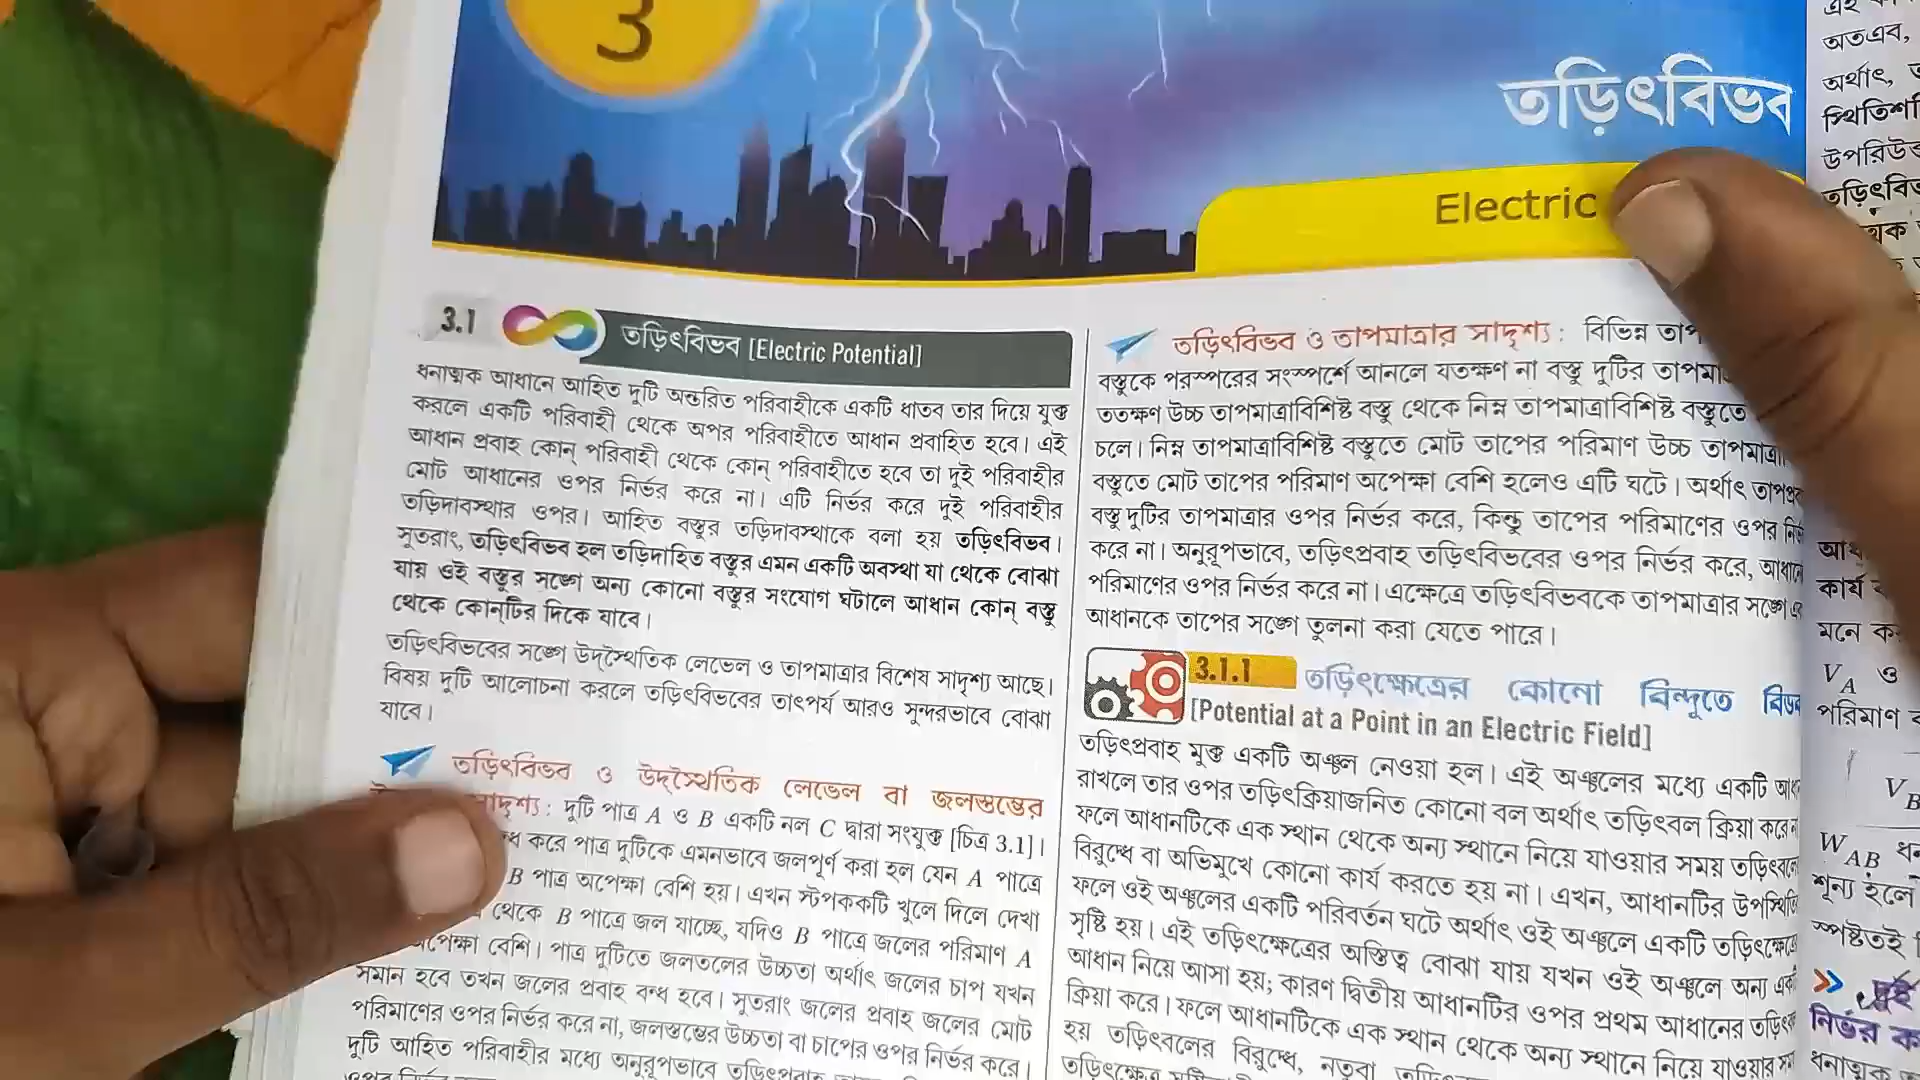 3
তড়িৎবিভব
Electric
3.1
তড়িৎবিভব [Electric Potential]
ধনাত্মক আধানে আহিত দুটি অন্তরিত পরিবাহীকে একটি ধাতব তার দিয়ে যুক্ত
করলে একটি পরিবাহী থেকে অপর পরিবাহীতে আধান প্রবাহিত হবে। এই
আধান প্রবাহ কোন্ পরিবাহী থেকে কোন্ পরিবাহীতে হবে তা দুই পরিবাহীর
মোট আধানের ওপর নির্ভর করে না। এটি নির্ভর করে দুই পরিবাহীর
তড়িদাবস্থার ওপর। আহিত বস্তুর তড়িদাবস্থাকে বলা হয় তড়িৎবিভব।
সুতরাং, তড়িৎবিভব হল তড়িদাহিত বস্তুর এমন একটি অবস্থা যা থেকে বোঝা
যায় ওই বস্তুর সঙ্গে অন্য কোনো বস্তুর সংযোগ ঘটালে আধান কোন্ বস্তু
থেকে কোন্‌টির দিকে যাবে।
তড়িৎবিভবের সঙ্গে উদ্‌স্থৈতিক লেভেল ও তাপমাত্রার বিশেষ সাদৃশ্য আছে।
বিষয় দুটি আলোচনা করলে তড়িৎবিভবের তাৎপর্য আরও সুন্দরভাবে বোঝা
যাবে।
তড়িৎবিভব ও উদ্‌স্থৈতিক লেভেল বা জলস্তম্ভের
সাদৃশ্য : দুটি পাত্র A ও B একটি নল C দ্বারা সংযুক্ত [চিত্র 3.1]।
করে পাত্র দুটিকে এমনভাবে জলপূর্ণ করা হল যেন A পাত্রে
B পাত্র অপেক্ষা বেশি হয়। এখন স্টপককটি খুলে দিলে দেখা
থেকে B পাত্রে জল যাচ্ছে, যদিও B পাত্রে জলের পরিমাণ A
অপেক্ষা বেশি। পাত্র দুটিতে জলতলের উচ্চতা অর্থাৎ জলের চাপ যখন
সমান হবে তখন জলের প্রবাহ বন্ধ হবে। সুতরাং জলের প্রবাহ জলের মোট
পরিমাণের ওপর নির্ভর করে না, জলস্তম্ভের উচ্চতা বা চাপের ওপর নির্ভর করে।
দুটি আহিত পরিবাহীর মধ্যে অনুরূপভাবে তড়িৎপ্রবাহ
তড়িৎবিভব ও তাপমাত্রার সাদৃশ্য : বিভিন্ন
বস্তুকে পরস্পরের সংস্পর্শে আনলে যতক্ষণ না বস্তু দুটির
ততক্ষণ উচ্চ তাপমাত্রাবিশিষ্ট বস্তু থেকে নিম্ন তাপমাত্রাবিশিষ্ট বস্তুতে
চলে। নিম্ন তাপমাত্রাবিশিষ্ট বস্তুতে মোট তাপের পরিমাণ উচ্চ
বস্তুতে মোট তাপের পরিমাণ অপেক্ষা বেশি হলেও এটি ঘটে। অর্থাৎ
বস্তু দুটির তাপমাত্রার ওপর নির্ভর করে, কিন্তু তাপের পরিমাণের ওপর
করে না। অনুরূপভাবে, তড়িৎপ্রবাহ তড়িৎবিভবের ওপর নির্ভর করে,
পরিমাণের ওপর নির্ভর করে না। এক্ষেত্রে তড়িৎবিভবকে তাপমাত্রার সঙ্গে
আধানকে তাপের সঙ্গে তুলনা করা যেতে পারে।
3.1.1 তড়িৎক্ষেত্রের কোনো বিন্দুতে
[Potential at a Point in an Electric Field]
তড়িৎপ্রবাহ মুক্ত একটি অঞ্চল নেওয়া হল। এই অঞ্চলের মধ্যে একটি
রাখলে তার ওপর তড়িৎক্রিয়াজনিত কোনো বল অর্থাৎ তড়িৎবল ক্রিয়া করে
ফলে আধানটিকে এক স্থান থেকে অন্য স্থানে নিয়ে যাওয়ার সময়
বিরুদ্ধে বা অভিমুখে কোনো কার্য করতে হয় না। এখন, আধানটির
ফলে ওই অঞ্চলের একটি পরিবর্তন ঘটে অর্থাৎ ওই অঞ্চলে একটি
সৃষ্টি হয়। এই তড়িৎক্ষেত্রের অস্তিত্ব বোঝা যায় যখন ওই অঞ্চলে অন্য
আধান নিয়ে আসা হয়; কারণ দ্বিতীয় আধানটির ওপর প্রথম আধানের
ক্রিয়া করে। ফলে আধানটিকে এক স্থান থেকে অন্য স্থানে নিয়ে যাওয়ার
হয় তড়িৎবলের বিরুদ্ধে, নতুবা
অতএব,
অর্থাৎ,
কার্য
V_A ও
পরিমাণ
W_AB
শূন্য হলে
স্পষ্টতই
দুই
নির্ভর
ধনাত্মক